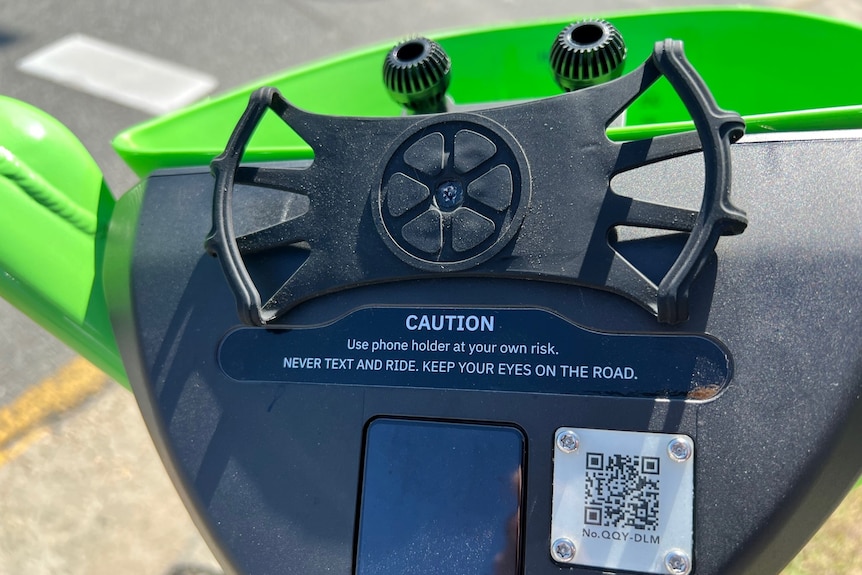 CAUTION
Use phone holder at your own risk.
NEVER TEXT AND RIDE. KEEP YOUR EYES ON THE ROAD.
No.QQY-DLM